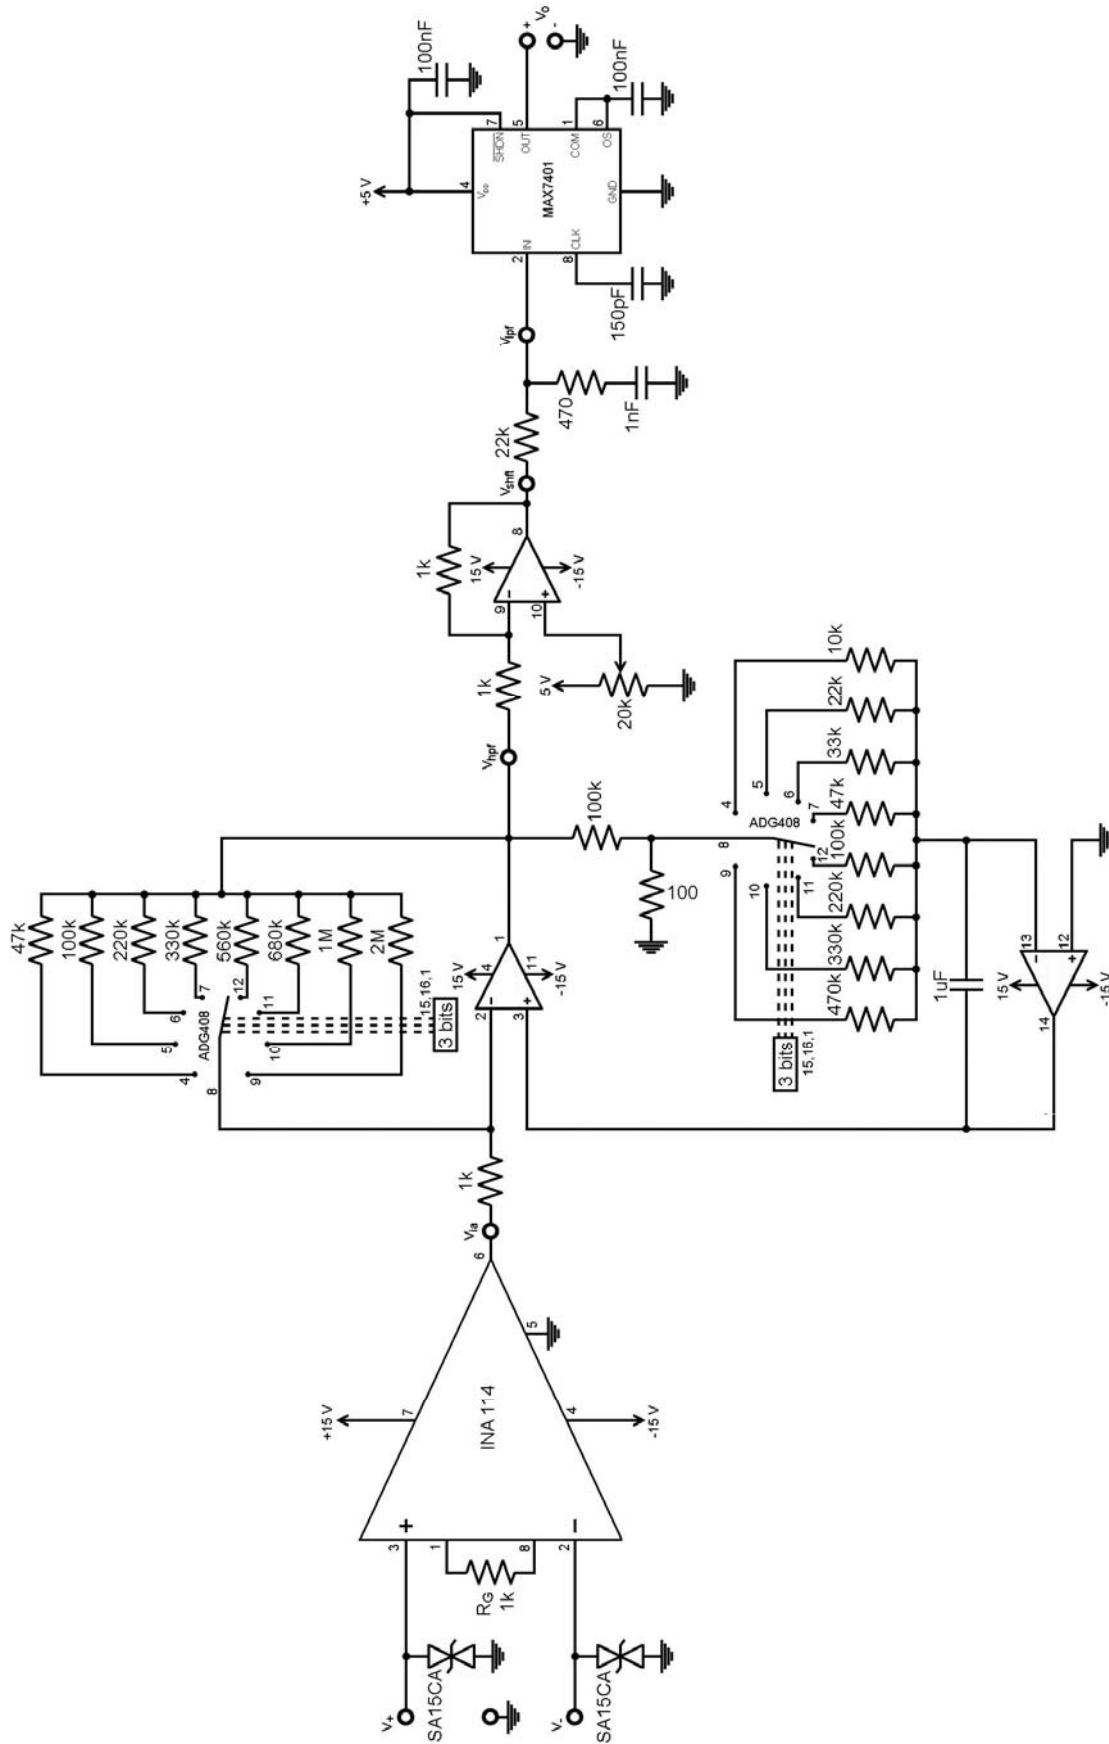 V+
SA15CA
V-
SA15CA
3
+
1
RG
1k
8
2
−
+15 V
7
INA 114
4
-15 V
5
6
Via
1k
47k
100k
220k
330k
560k
680k
1M
2M
4
5
6
7
12
11
10
9
8
ADG408
3 bits
15,16,1
2
−
3
+
15 V
4
11
-15 V
1
Vhpf
100k
100
8
ADG408
4
5
6
7
12
11
10
9
10k
22k
33k
47k
100k
220k
330k
470k
3 bits
15,16,1
1uF
13
−
12
+
15 V
-15 V
14
1k
1k
9
−
10
+
15 V
-15 V
8
5 V
20k
Vshft
22k
470
1nF
Vlpf
+5 V
100nF
4
VDD
7
SHDN
5
OUT
2
IN
MAX7401
1
COM
6
OS
8
CLK
GND
150pF
100nF
+
Vo
-